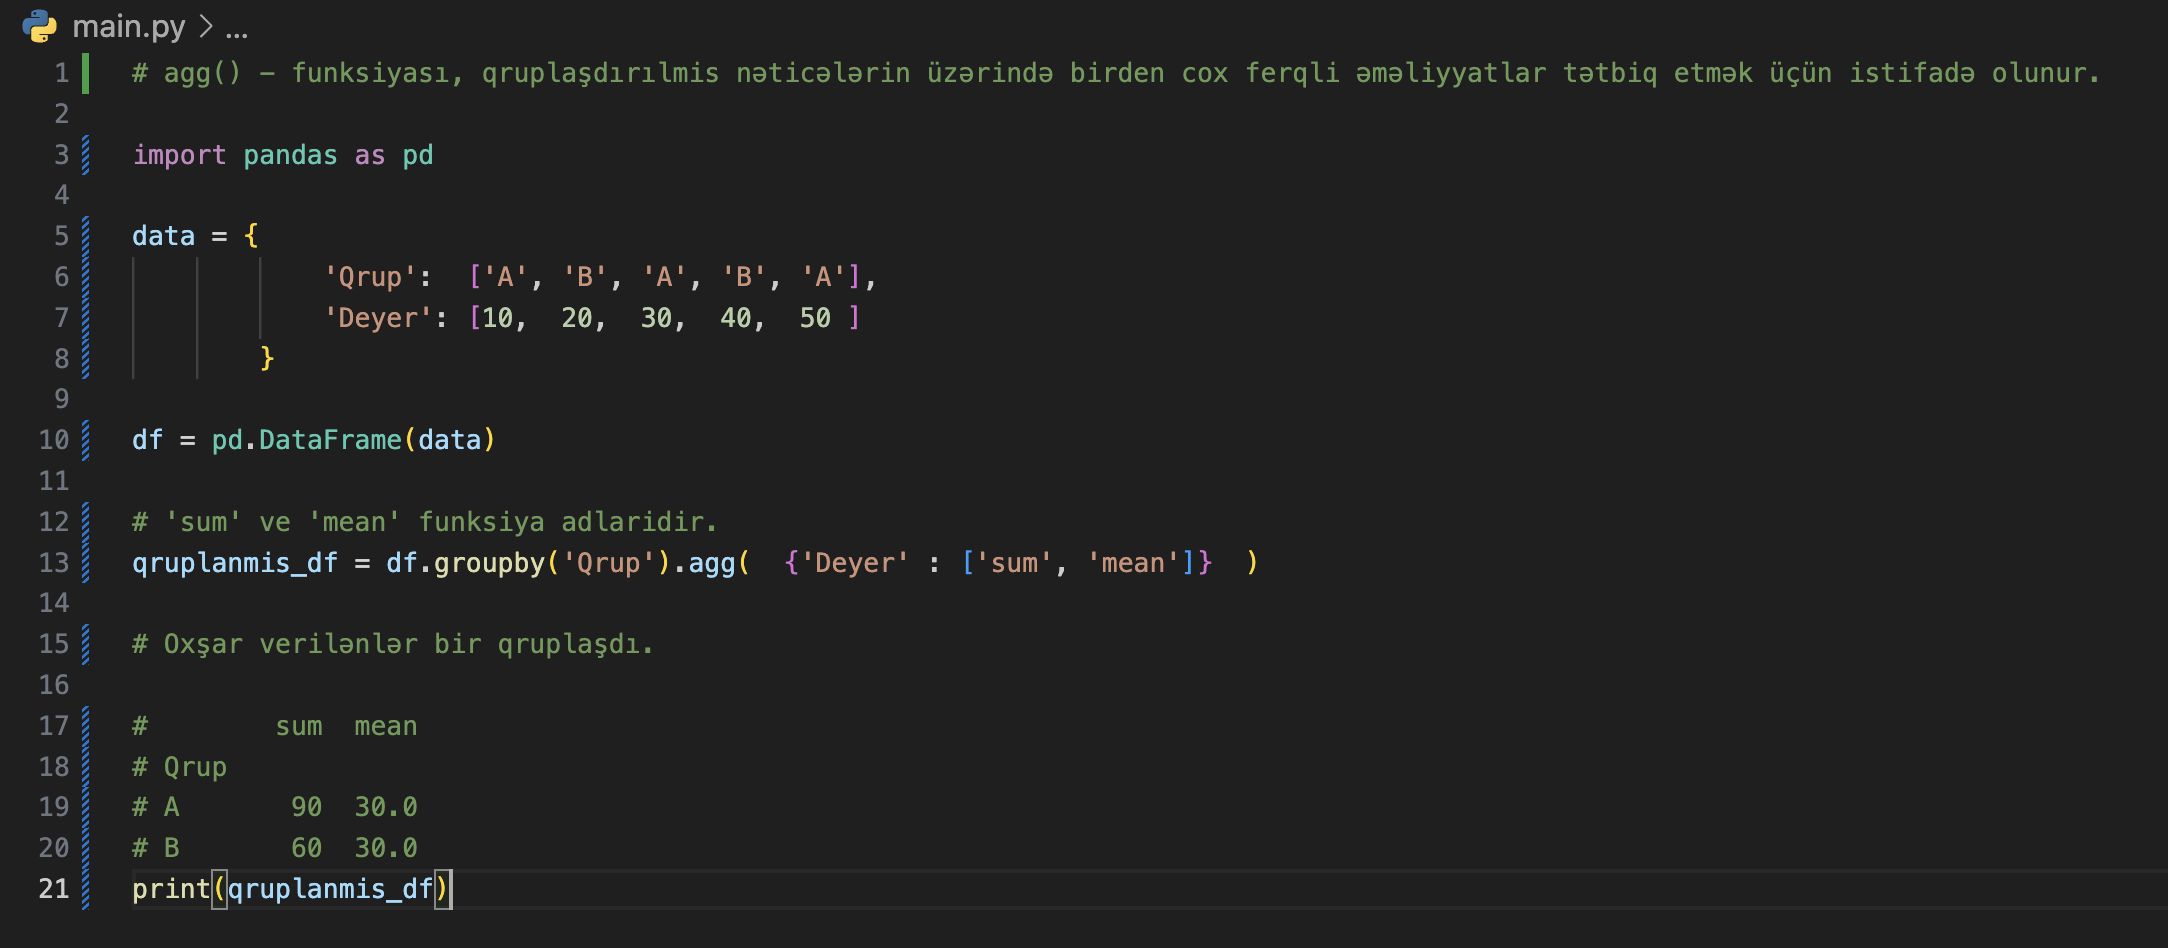 main.py > ...
1 # agg() – funksiyası, qruplaşdırılmis nəticələrin üzərində birden cox ferqli əməliyyatlar tətbiq etmək üçün istifadə olunur.
2
3 import pandas as pd
4
5 data = {
6             'Qrup':  ['A', 'B', 'A', 'B', 'A'],
7             'Deyer': [10,  20,  30,  40,  50 ]
8         }
9
10 df = pd.DataFrame(data)
11
12 # 'sum' ve 'mean' funksiya adlaridir.
13 qruplanmis_df = df.groupby('Qrup').agg(  {'Deyer' : ['sum', 'mean']}  )
14
15 # Oxşar verilənlər bir qruplaşdı.
16
17 #        sum  mean
18 # Qrup
19 # A       90  30.0
20 # B       60  30.0
21 print(qruplanmis_df)